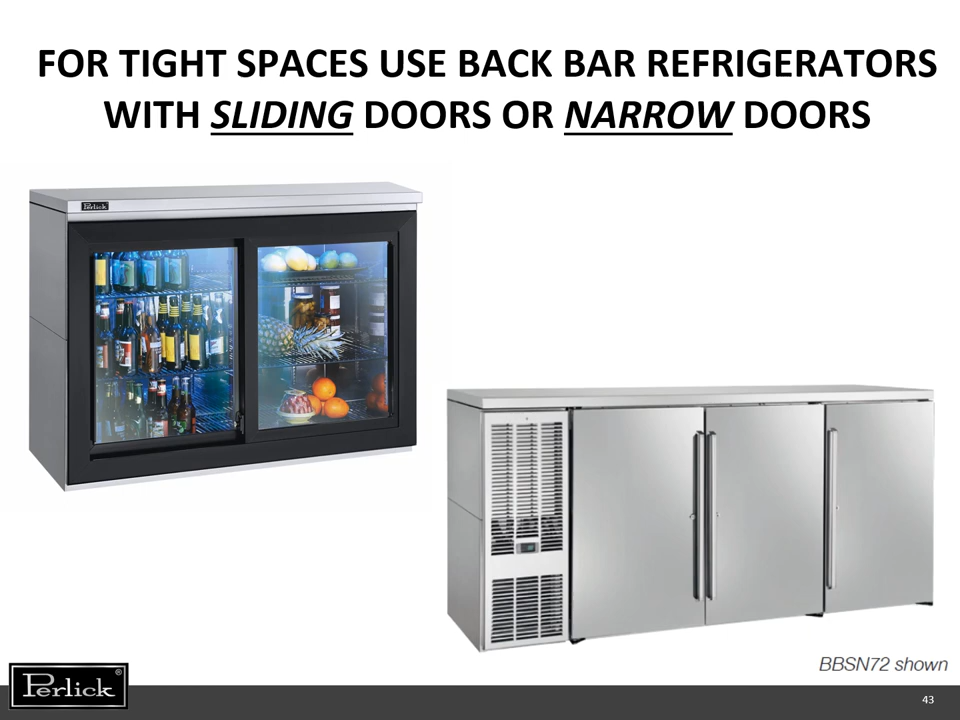 FOR TIGHT SPACES USE BACK BAR REFRIGERATORS
WITH SLIDING DOORS OR NARROW DOORS
Perlick
BBSN72 shown
Perlick®
43